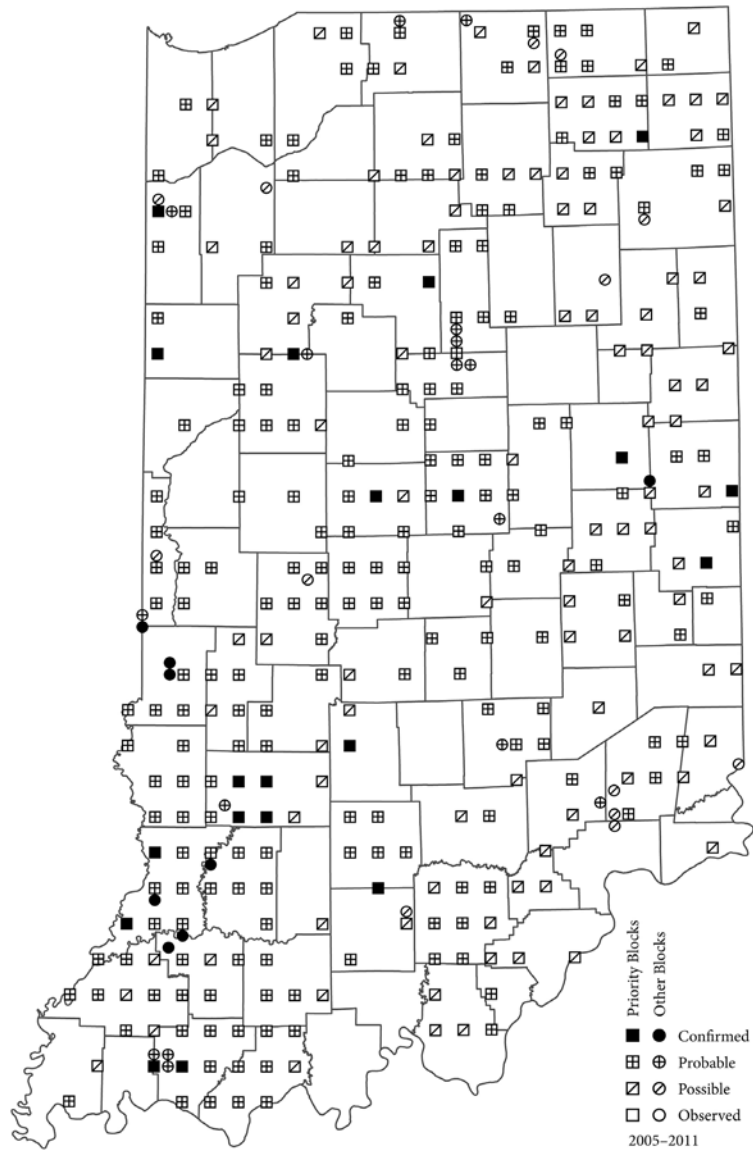 Priority Blocks
Other Blocks
Confirmed
Probable
Possible
Observed
2005–2011